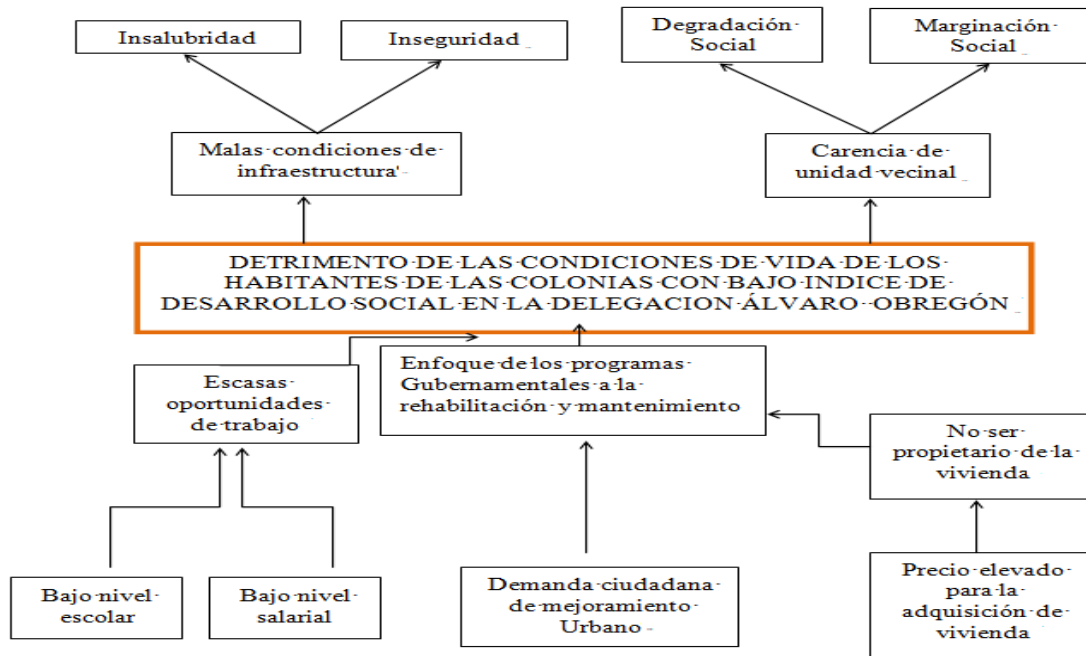 Insalubridad
Inseguridad
Degradación
Social
Marginación
Social
Malas condiciones de
infraestructura'
Carencia de
unidad vecinal
DETRIMENTO DE LAS CONDICIONES DE VIDA DE LOS
HABITANTES DE LAS COLONIAS CON BAJO INDICE DE
DESARROLLO SOCIAL EN LA DELEGACION ÁLVARO OBREGÓN
Escasas
oportunidades
de trabajo
Enfoque de los programas
Gubernamentales a la
rehabilitación y mantenimiento
No ser
propietario de la
vivienda
Bajo nivel
escolar
Bajo nivel
salarial
Demanda ciudadana
de mejoramiento
Urbano
Precio elevado
para la
adquisición de
vivienda